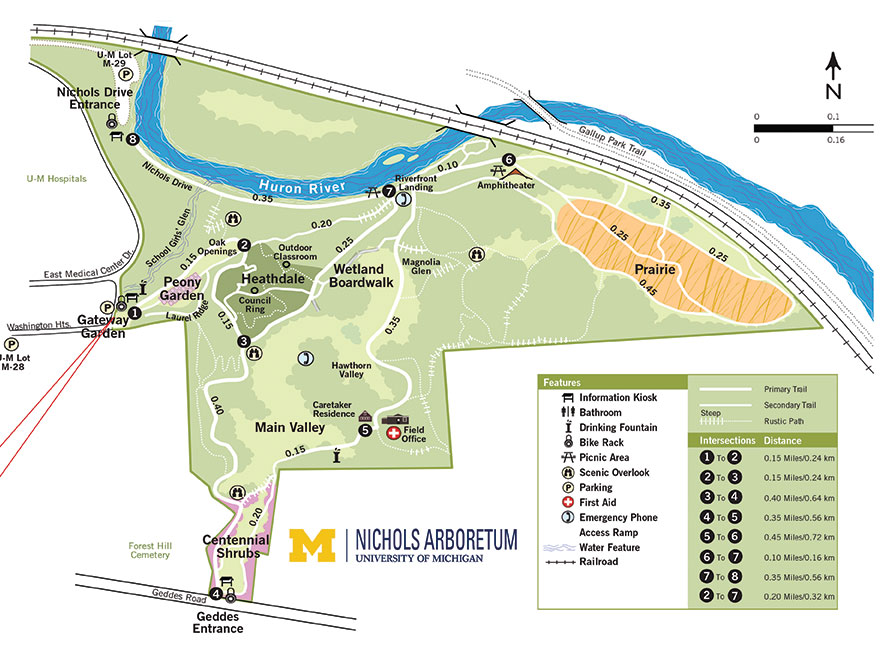 U-M Lot
M-29
Nichols Drive
Entrance
8
U-M Hospitals
Nichols Drive
0.35
Huron River
School Girls' Glen
East Medical Center Dr.
Washington Hts.
U-M Lot
M-28
Gateway
Garden
1
0.15
Peony
Garden
Laurel Ridge
Oak
Openings
2
0.20
0.25
Outdoor
Classroom
Heathdale
Council
Ring
0.15
3
Wetland
Boardwalk
7
Riverfront
Landing
0.10
6
Amphitheater
Magnolia
Glen
0.35
Gallup Park Trail
0.35
0.25
0.25
Prairie
0.45
N
0
0.1
0
0.16
Hawthorn
Valley
Caretaker
Residence
5
Field
Office
Main Valley
0.15
0.40
0.20
Centennial
Shrubs
Forest Hill
Cemetery
Geddes Road
4
Geddes
Entrance
M
NICHOLS ARBORETUM
UNIVERSITY OF MICHIGAN
Features
Information Kiosk
Bathroom
Drinking Fountain
Bike Rack
Picnic Area
Scenic Overlook
P Parking
First Aid
Emergency Phone
Access Ramp
Water Feature
Railroad
Primary Trail
Secondary Trail
Steep
Rustic Path
Intersections Distance
1 To 2 0.15 Miles/0.24 km
2 To 3 0.15 Miles/0.24 km
3 To 4 0.40 Miles/0.64 km
4 To 5 0.35 Miles/0.56 km
5 To 6 0.45 Miles/0.72 km
6 To 7 0.10 Miles/0.16 km
7 To 8 0.35 Miles/0.56 km
2 To 7 0.20 Miles/0.32 km